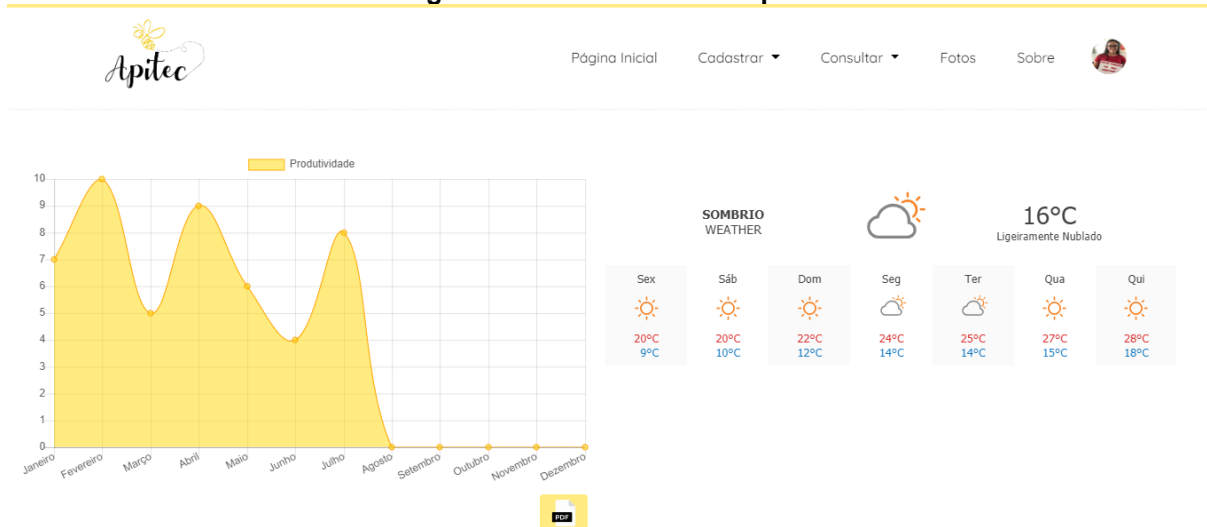 Apitec
Página Inicial Cadastrar Consultar Fotos Sobre
Produtividade
10
9
8
7
6
5
4
3
2
1
0
Janeiro Fevereiro Março Abril Maio Junho Julho Agosto Setembro Outubro Novembro Dezembro
PDF
SOMBRIO
WEATHER
16°C
Ligeiramente Nublado
Sex Sáb Dom Seg Ter Qua Qui
20°C 20°C 22°C 24°C 25°C 27°C 28°C
9°C 10°C 12°C 14°C 14°C 15°C 18°C